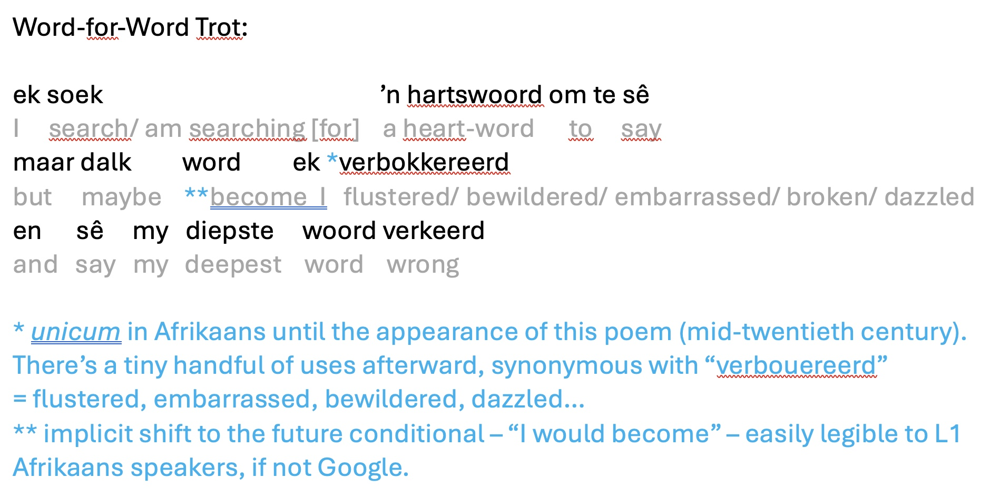 Word-for-Word Trot:
ek soek ’n hartswoord om te sê
I search/ am searching [for] a heart-word to say
maar dalk word ek *verbokkereerd
but maybe **become I flustered/ bewildered/ embarrassed/ broken/ dazzled
en sê my diepste woord verkeerd
and say my deepest word wrong
* unicum in Afrikaans until the appearance of this poem (mid-twentieth century).
There’s a tiny handful of uses afterward, synonymous with “verbouereerd”
= flustered, embarrassed, bewildered, dazzled...
** implicit shift to the future conditional – “I would become” – easily legible to L1
Afrikaans speakers, if not Google.